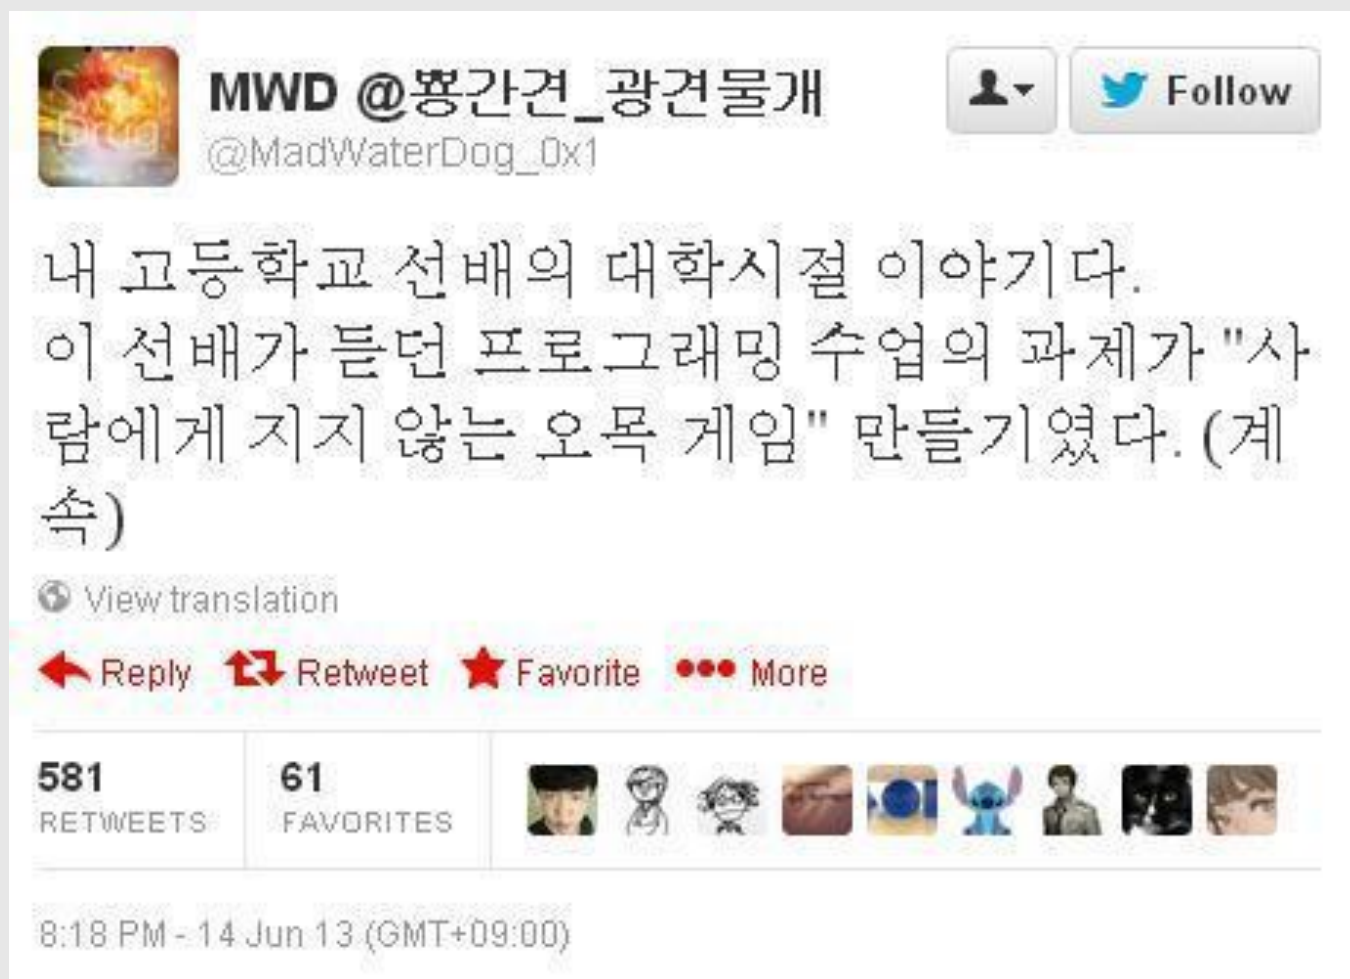 MWD @뿅간견_광견물개
@MadWaterDog_0x1
Follow
내 고등학교 선배의 대학시절 이야기다.
이 선배가 듣던 프로그래밍 수업의 과제가 "사
람에게 지지 않는 오목 게임" 만들기였다. (계
속)
View translation
Reply Retweet Favorite More
581 61
RETWEETS FAVORITES
8:18 PM - 14 Jun 13 (GMT+09:00)